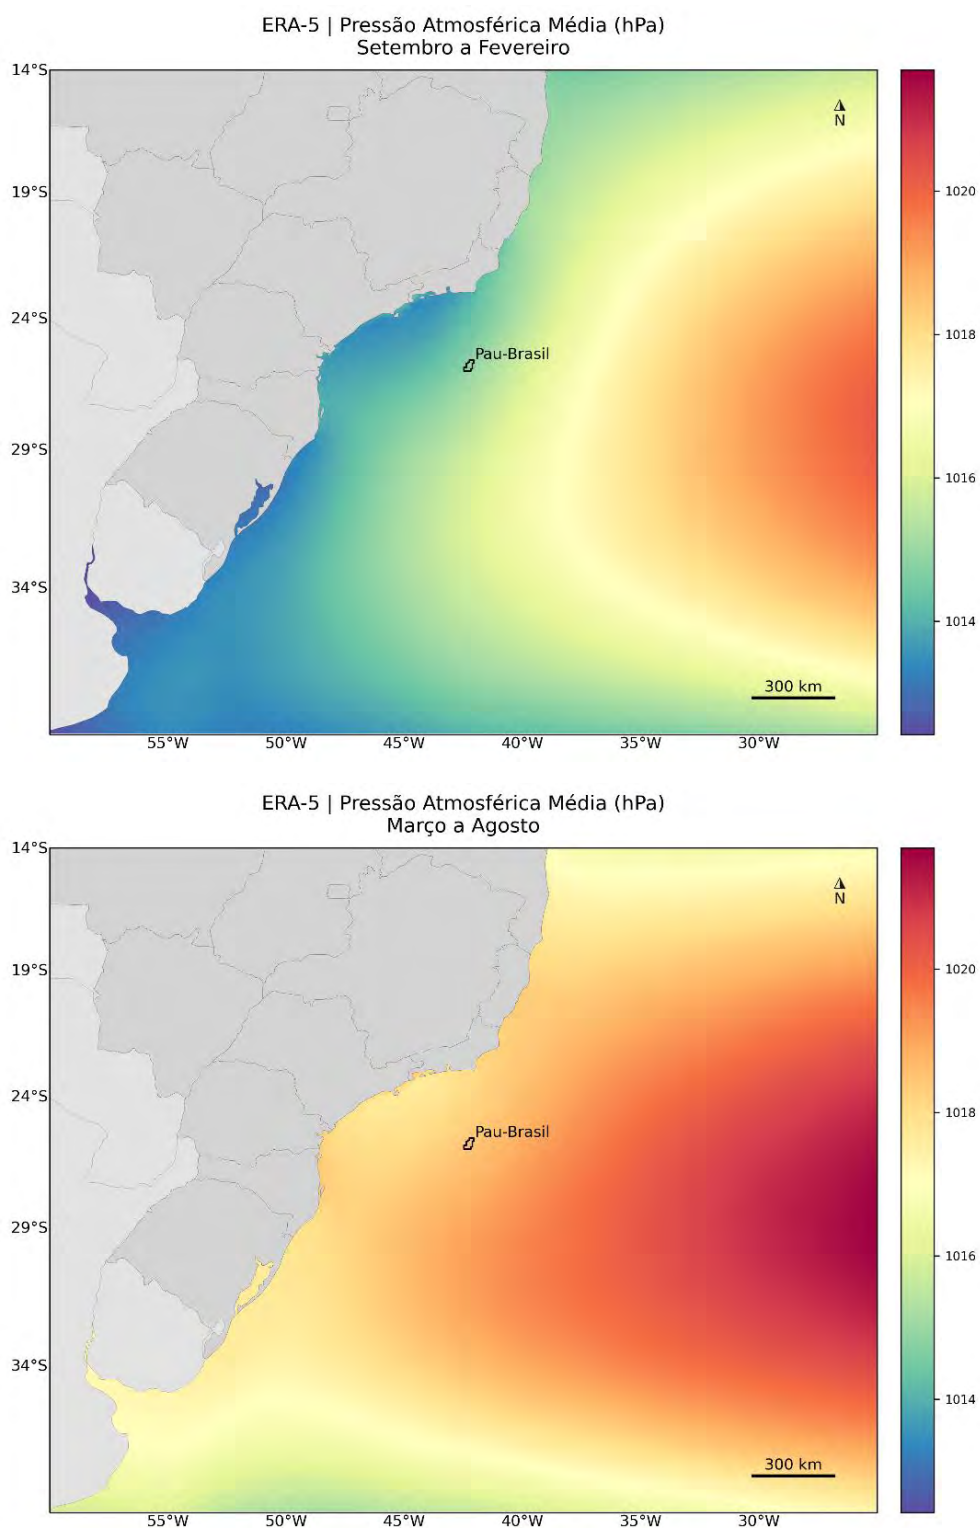 ERA-5 | Pressão Atmosférica Média (hPa)
Setembro a Fevereiro
14°S
N
19°S
1020
24°S
1018
Pau-Brasil
29°S
1016
34°S
1014
300 km
55°W 50°W 45°W 40°W 35°W 30°W
ERA-5 | Pressão Atmosférica Média (hPa)
Março a Agosto
14°S
N
19°S
1020
24°S
1018
Pau-Brasil
29°S
1016
34°S
1014
300 km
55°W 50°W 45°W 40°W 35°W 30°W